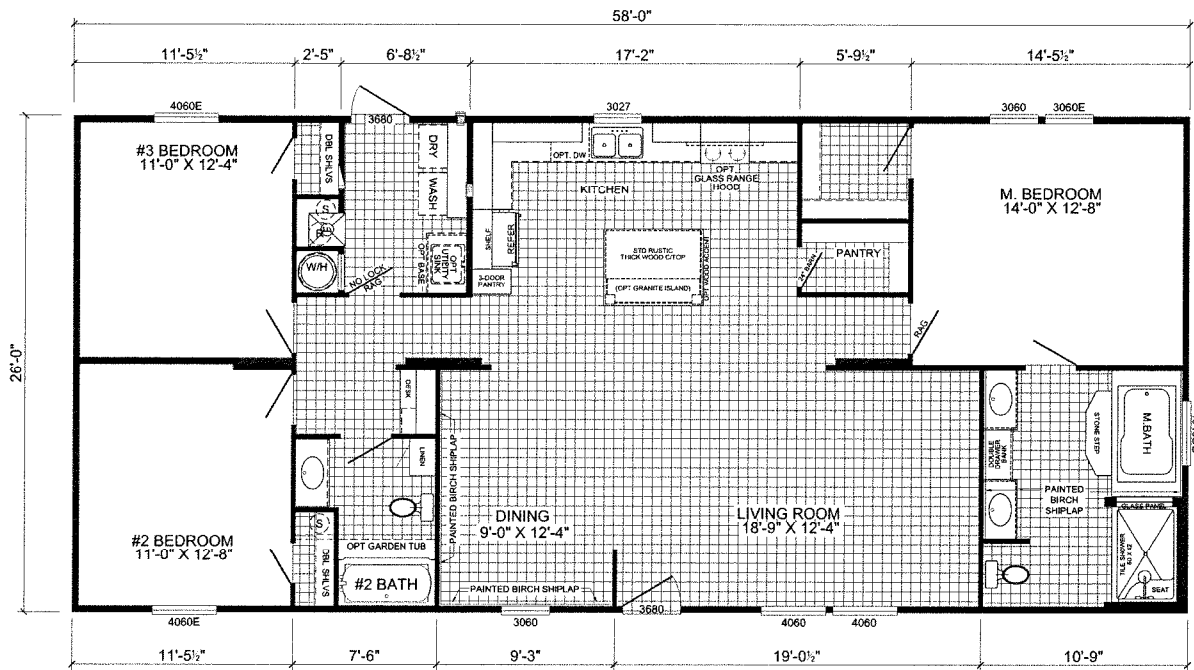 58'-0"
11'-5½"
2'-5"
6'-8½"
17'-2"
5'-9½"
14'-5½"
4060E
3680
3027
3060
3060E
26'-0"
#3 BEDROOM
11'-0" X 12'-4"
DBL SHLVS
DRY
WASH
S
W/H
NO LOCK
RAG
OPT BASE
OPT
UTILITY
SINK
OPT. DW
KITCHEN
OPT.
GLASS RANGE
HOOD
SHELF
REFER
3-DOOR
PANTRY
STD RUSTIC
THICK WOOD C/TOP
(OPT GRANITE ISLAND)
OPT WOOD ACCENT
24" BARN
PANTRY
M. BEDROOM
14'-0" X 12'-8"
RAG
DESK
LINEN
PAINTED BIRCH SHIPLAP
#2 BEDROOM
11'-0" X 12'-8"
S
DBL SHLVS
OPT GARDEN TUB
#2 BATH
DINING
9'-0" X 12'-4"
PAINTED BIRCH SHIPLAP
LIVING ROOM
18'-9" X 12'-4"
DOUBLE
DRAWER
BANK
STONE STEP
M.BATH
PAINTED
BIRCH
SHIPLAP
GLASS PANEL
TILE SHOWER
SEAT
4060E
3060
3680
4060
4060
11'-5½"
7'-6"
9'-3"
19'-0½"
10'-9"